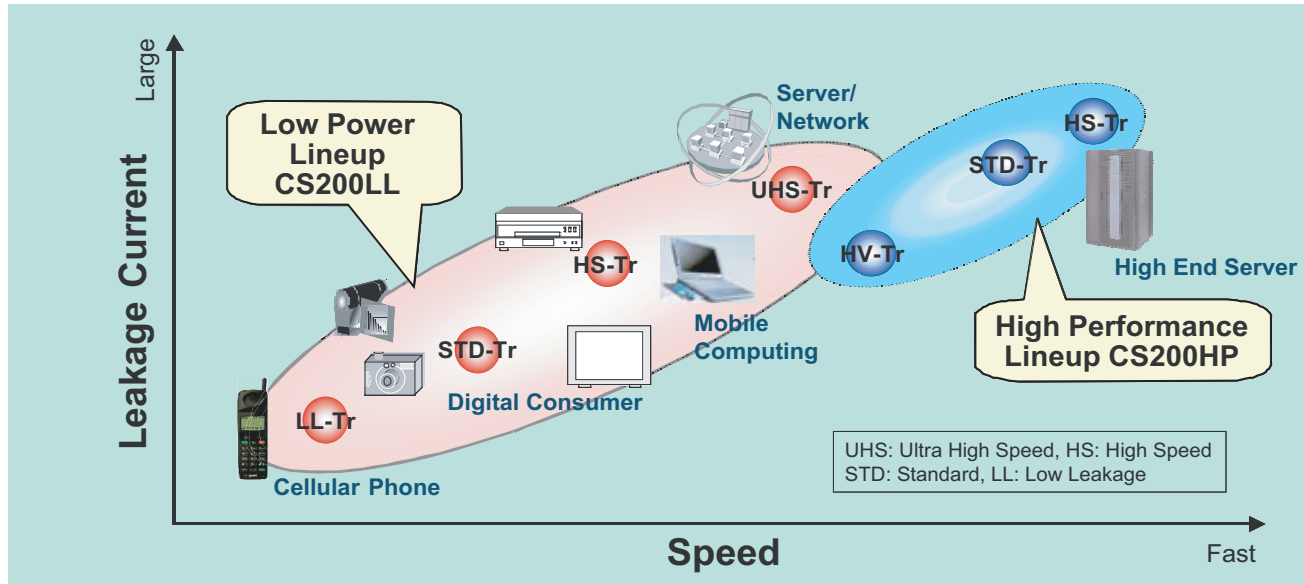 Large
Leakage Current
Low Power
Lineup
CS200LL
Server/
Network
HS-Tr
STD-Tr
UHS-Tr
HV-Tr
HS-Tr
High End Server
Mobile
Computing
High Performance
Lineup CS200HP
STD-Tr
Digital Consumer
LL-Tr
Cellular Phone
UHS: Ultra High Speed, HS: High Speed
STD: Standard, LL: Low Leakage
Speed
Fast